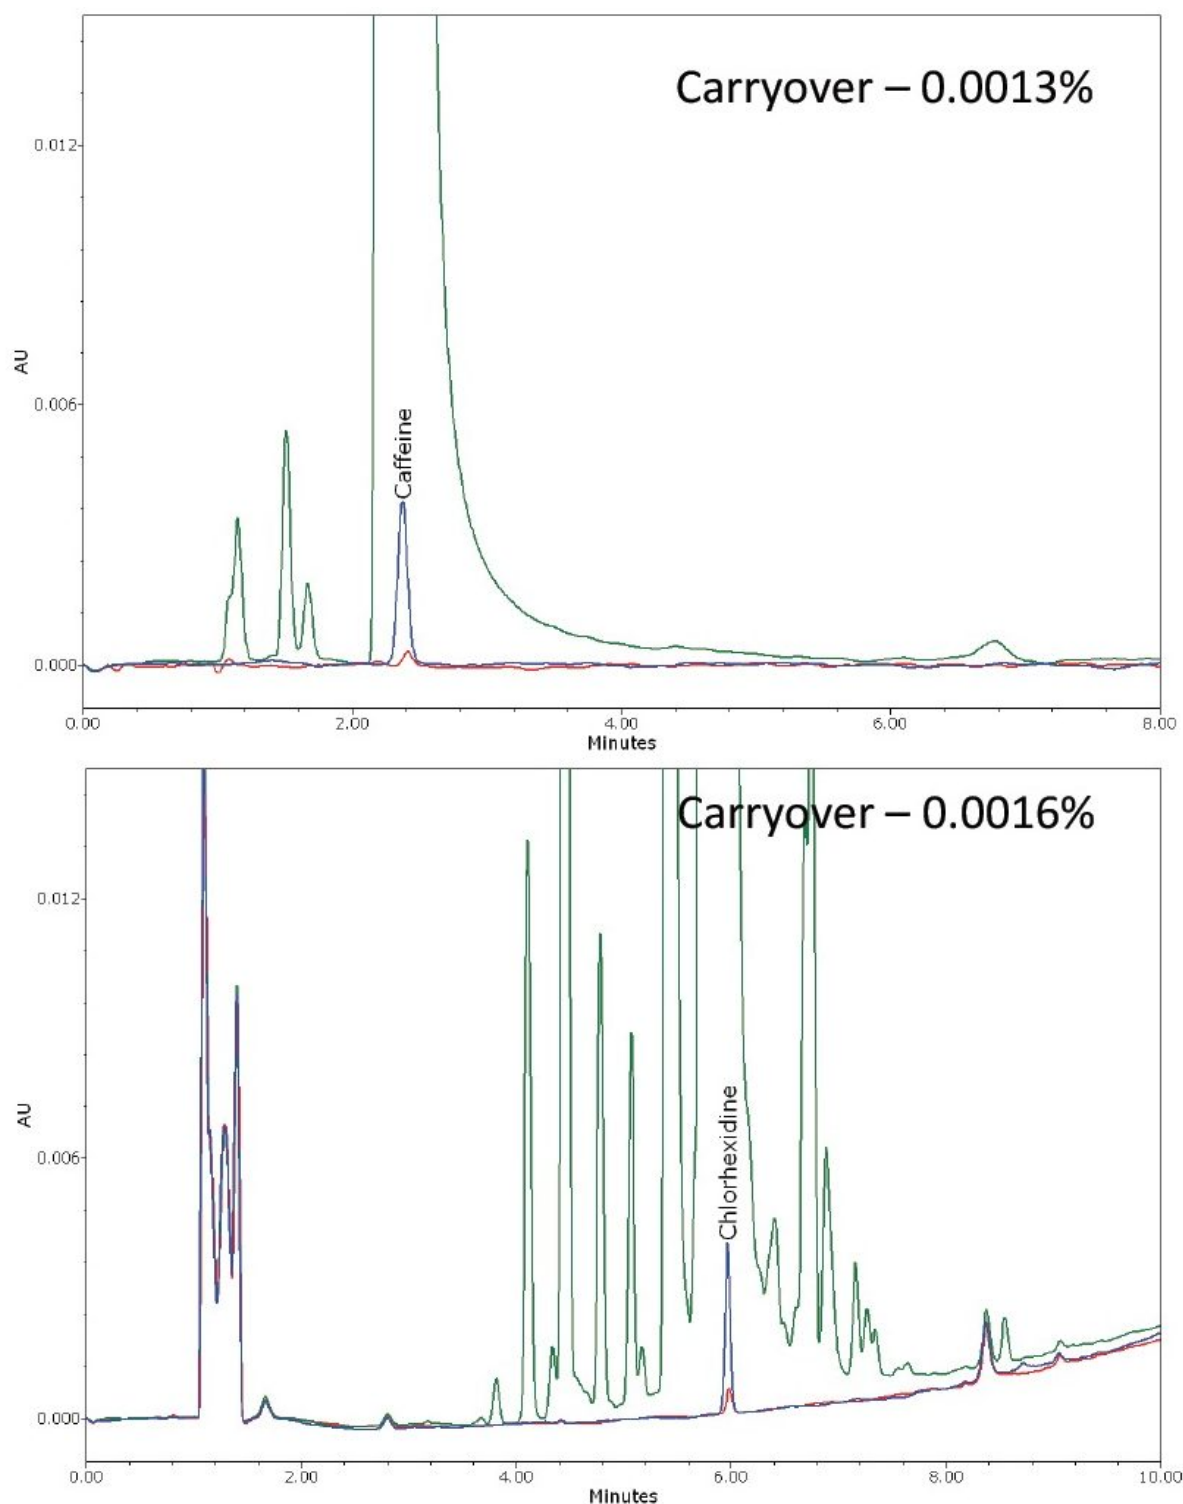 Carryover – 0.0013%
0.012
AU
0.006
Caffeine
0.000
0.00 2.00 4.00 6.00 8.00
Minutes
Carryover – 0.0016%
0.012
AU
0.006
Chlorhexidine
0.000
0.00 2.00 4.00 6.00 8.00 10.00
Minutes